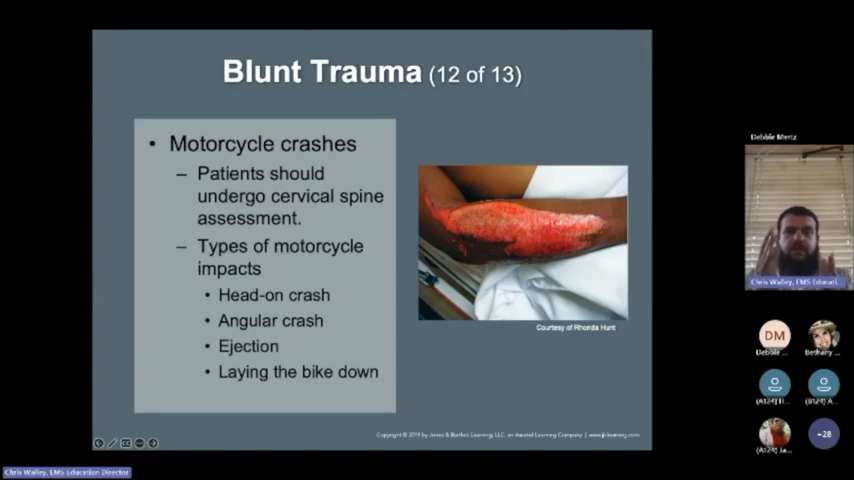 Blunt Trauma (12 of 13)
• Motorcycle crashes
– Patients should
undergo cervical spine
assessment.
– Types of motorcycle
impacts
• Head-on crash
• Angular crash
• Ejection
• Laying the bike down
Courtesy of Rhonda Hunt
Copyright © 2019 by Jones & Bartlett Learning, LLC, an Ascend Learning Company | www.jblearning.com
Debbie Mertz
Chris Walley, EMS Educati...
DM
Debbie ...
Bethany ...
+28
Chris Walley, EMS Education Director